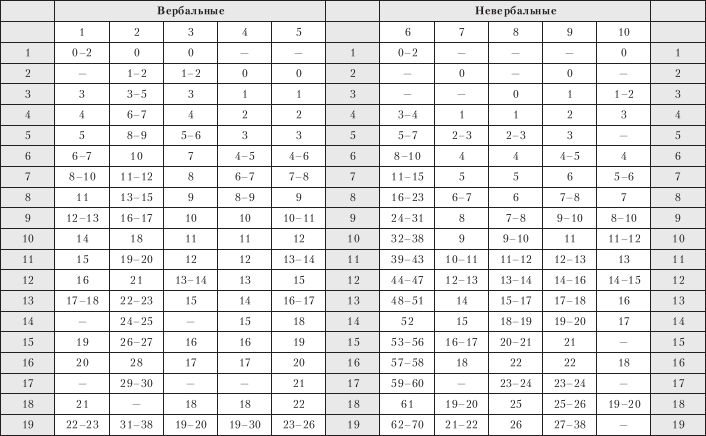 Вербальные Невербальные
1 2 3 4 5 6 7 8 9 10
1 0–2 0 0 — — 1 0–2 — — — 0 1
2 — 1–2 1–2 0 0 2 — 0 — 0 — 2
3 3 3–5 3 1 1 3 — — 0 1 1–2 3
4 4 6–7 4 2 2 4 3–4 1 1 2 3 4
5 5 8–9 5–6 3 3 5 5–7 2–3 2–3 3 — 5
6 6–7 10 7 4–5 4–6 6 8–10 4 4 4–5 4 6
7 8–10 11–12 8 6–7 7–8 7 11–15 5 5 6 5–6 7
8 11 13–15 9 8–9 9 8 16–23 6–7 6 7–8 7 8
9 12–13 16–17 10 10 10–11 9 24–31 8 7–8 9–10 8–10 9
10 14 18 11 11 12 10 32–38 9 9–10 11 11–12 10
11 15 19–20 12 12 13–14 11 39–43 10–11 11–12 12–13 13 11
12 16 21 13–14 13 15 12 44–47 12–13 13–14 14–16 14–15 12
13 17–18 22–23 15 14 16–17 13 48–51 14 15–17 17–18 16 13
14 — 24–25 — 15 18 14 52 15 18–19 19–20 17 14
15 19 26–27 16 16 19 15 53–56 16–17 20–21 21 — 15
16 20 28 17 17 20 16 57–58 18 22 22 18 16
17 — 29–30 — — 21 17 59–60 — 23–24 23–24 — 17
18 21 — 18 18 22 18 61 19–20 25 25–26 19–20 18
19 22–23 31–38 19–20 19–30 23–26 19 62–70 21–22 26 27–38 — 19